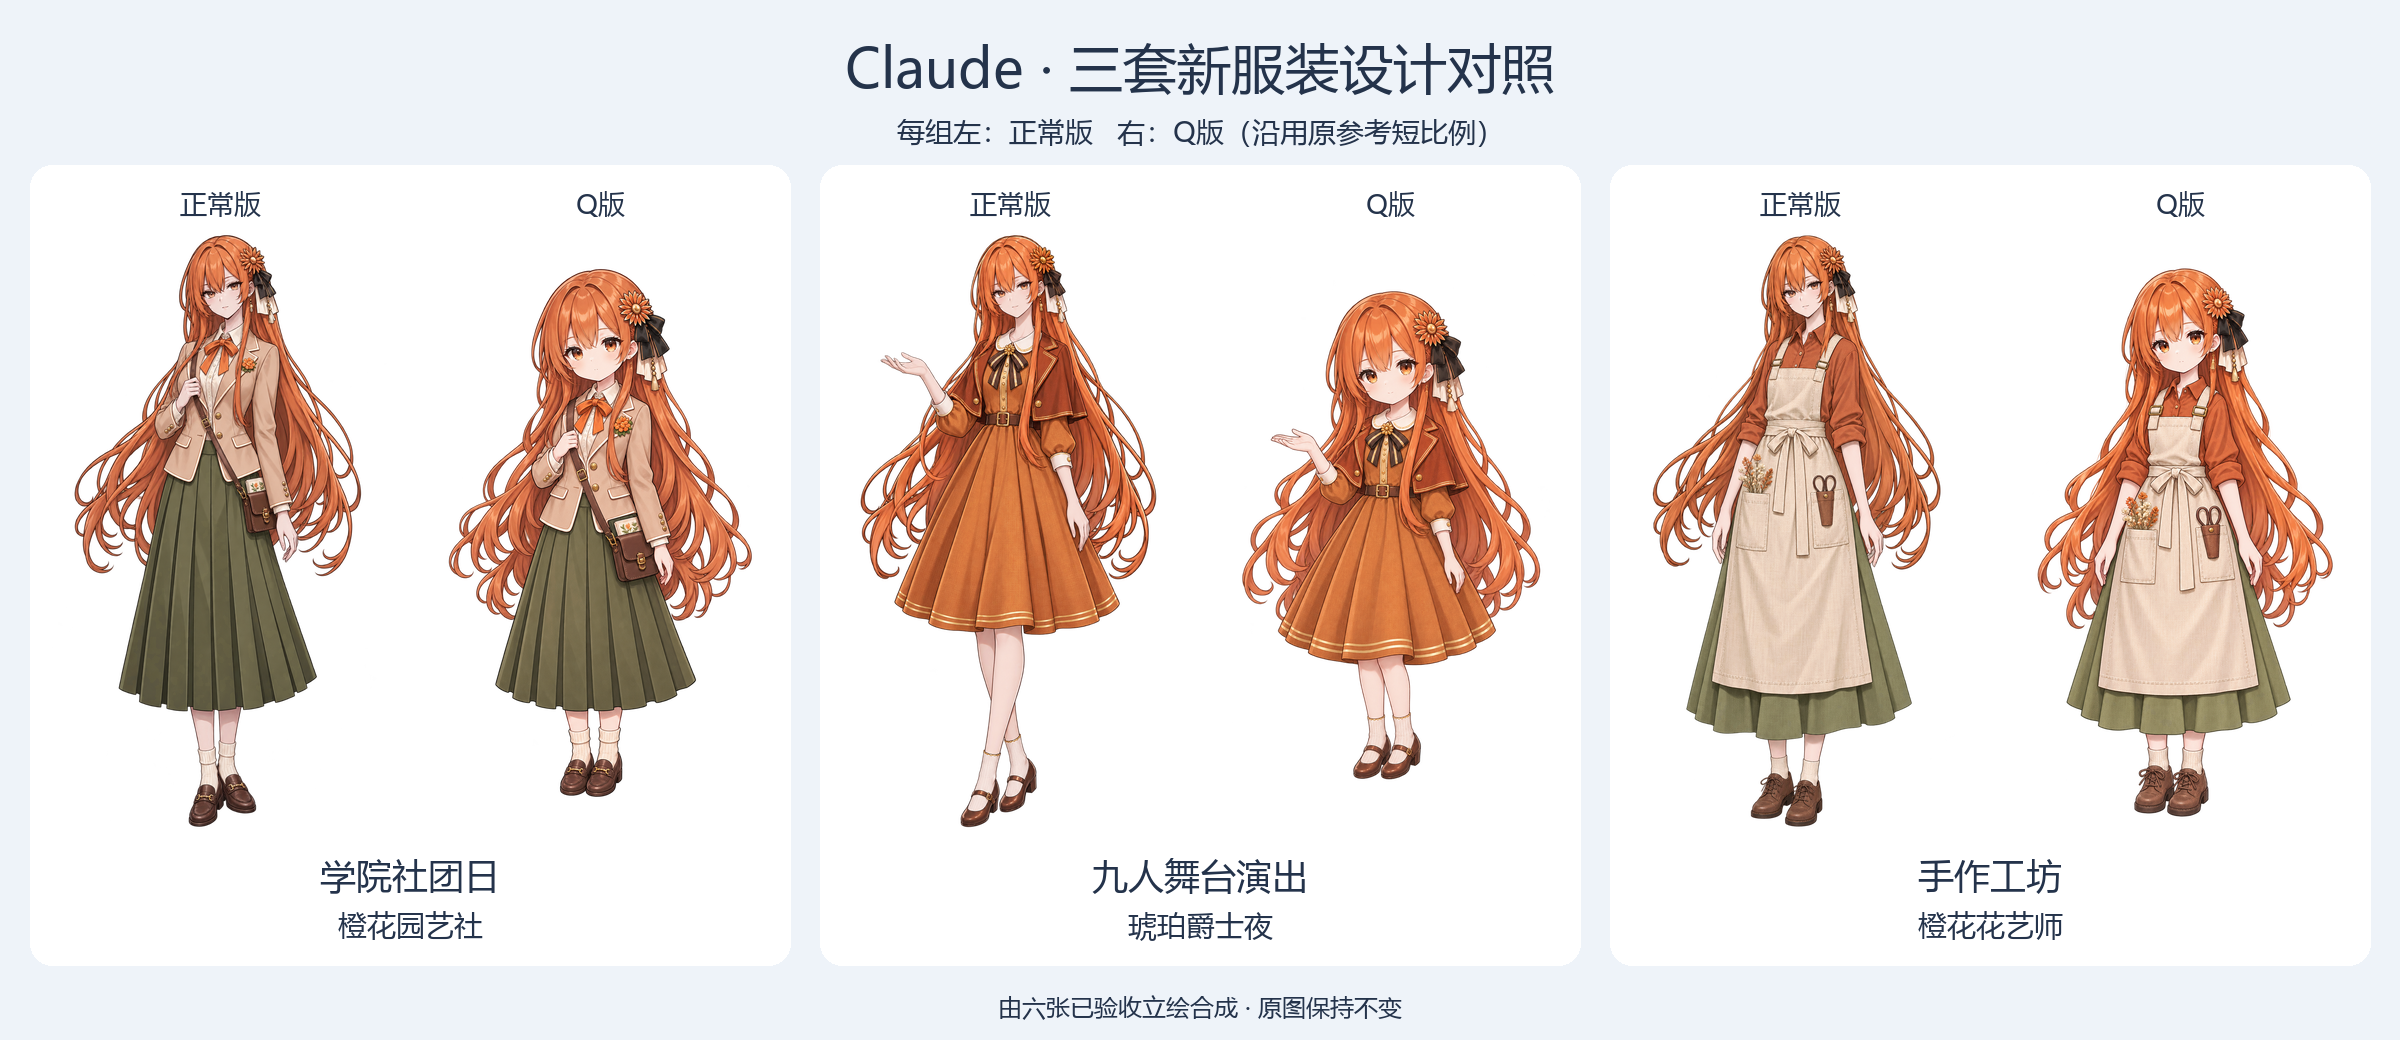 Claude · 三套新服装设计对照
每组左：正常版 右：Q版（沿用原参考短比例）
正常版
Q版
学院社团日
橙花园艺社
正常版
Q版
九人舞台演出
琥珀爵士夜
正常版
Q版
手作工坊
橙花花艺师
由六张已验收立绘合成 · 原图保持不变